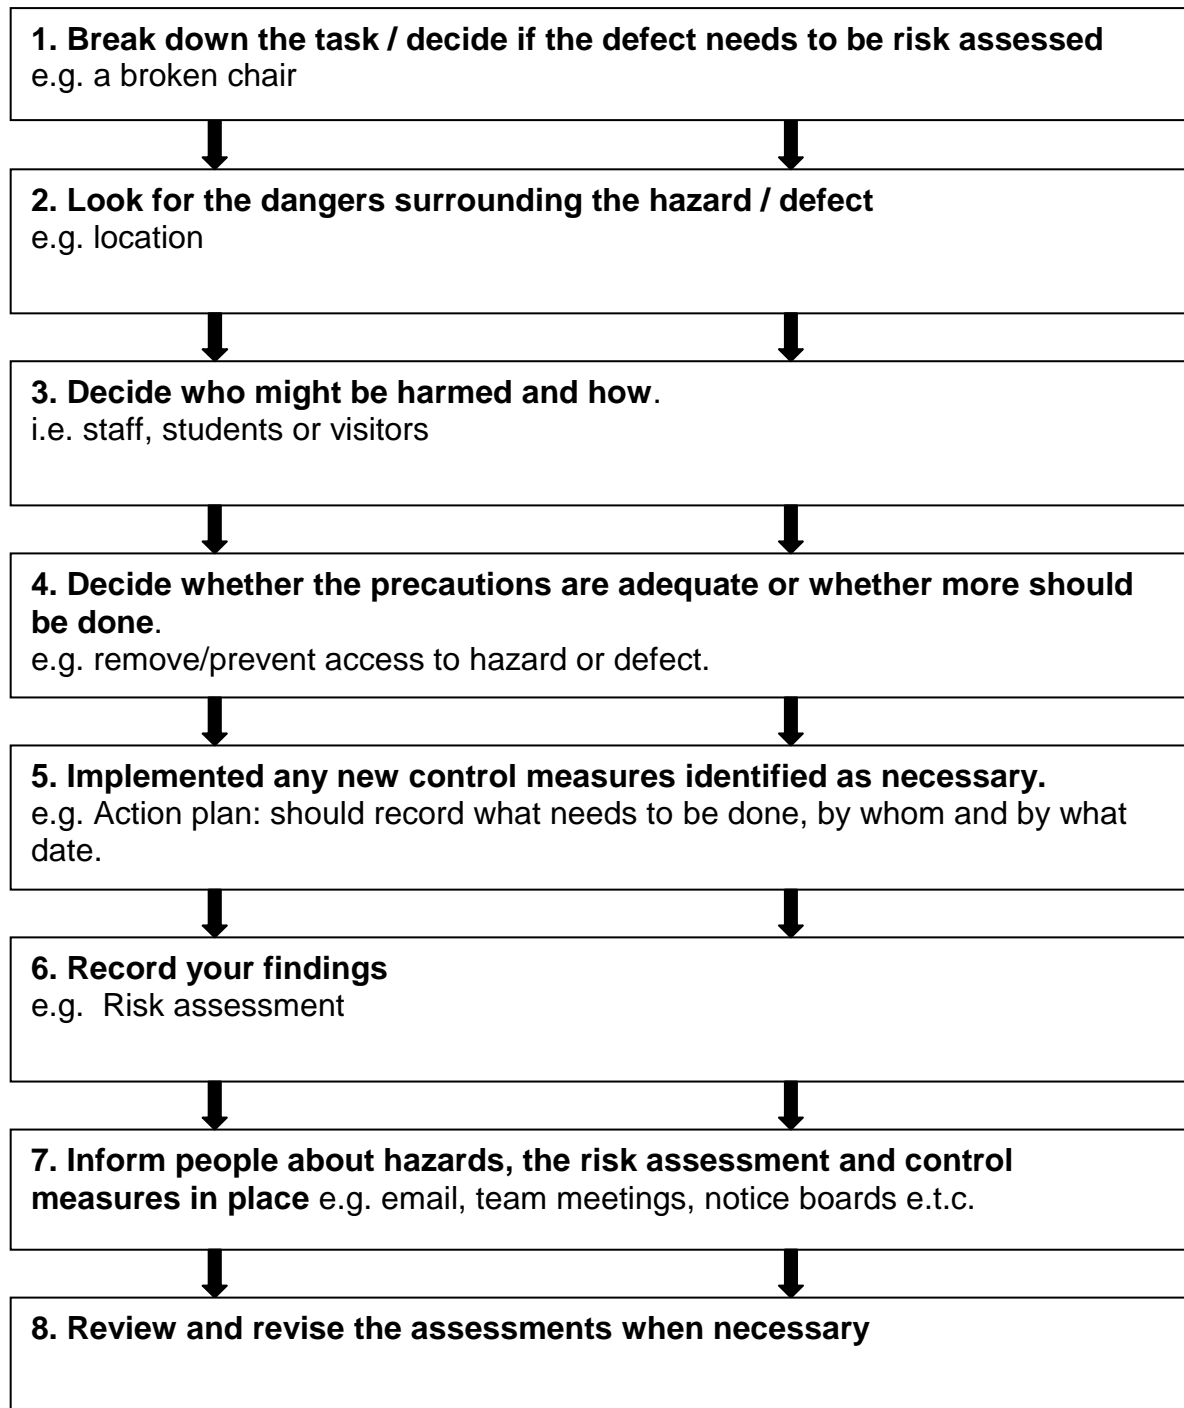 1. Break down the task / decide if the defect needs to be risk assessed
e.g. a broken chair
2. Look for the dangers surrounding the hazard / defect
e.g. location
3. Decide who might be harmed and how.
i.e. staff, students or visitors
4. Decide whether the precautions are adequate or whether more should
be done.
e.g. remove/prevent access to hazard or defect.
5. Implemented any new control measures identified as necessary.
e.g. Action plan: should record what needs to be done, by whom and by what
date.
6. Record your findings
e.g.  Risk assessment
7. Inform people about hazards, the risk assessment and control
measures in place e.g. email, team meetings, notice boards e.t.c.
8. Review and revise the assessments when necessary